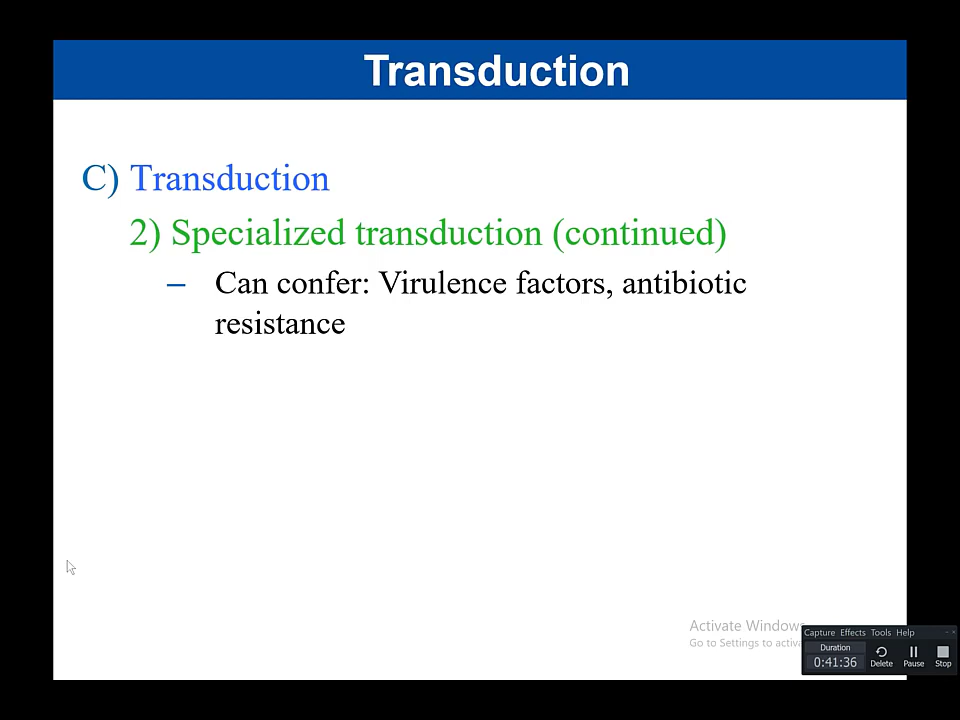 Transduction
C) Transduction
2) Specialized transduction (continued)
– Can confer: Virulence factors, antibiotic
resistance
Activate Windows
Go to Settings to
Capture Effects Tools Help
Duration
0:41:36
Delete Pause Stop